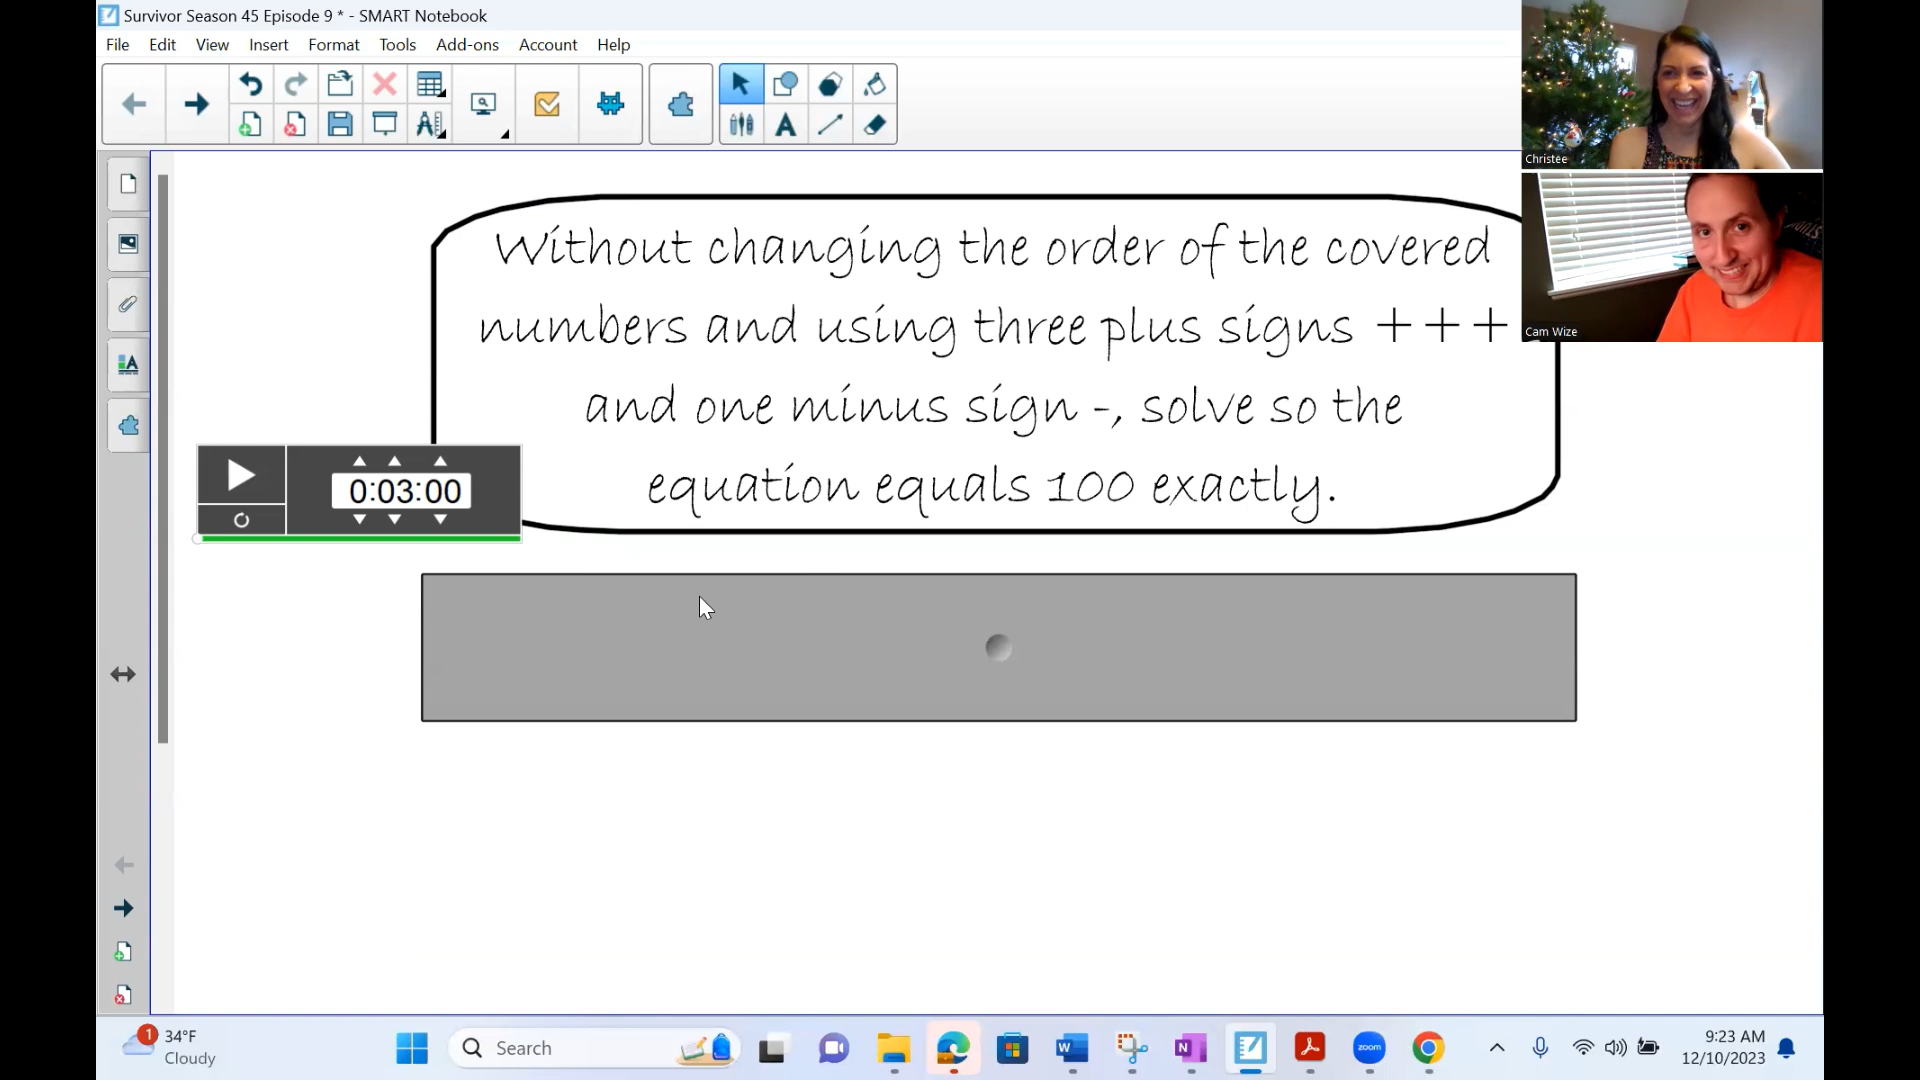 Survivor Season 45 Episode 9 * - SMART Notebook
File Edit View Insert Format Tools Add-ons Account Help
Christee
Without changing the order of the covered
numbers and using three plus signs + + +
Cam Wize
and one minus sign -, solve so the
equation equals 100 exactly.
0:03:00
1
34°F
Cloudy
Search
zoom
9:23 AM
12/10/2023